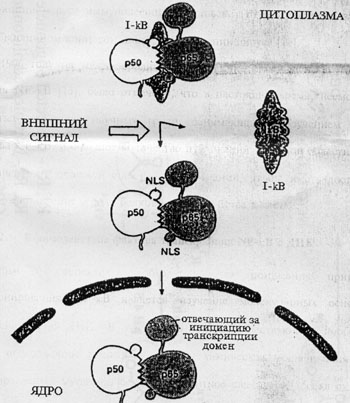 I-kB
ЦИТОПЛАЗМА
NLS
p50
p65
ВНЕШНИЙ
СИГНАЛ
I-kB
NLS
p50
p65
NLS
отвечающий за
инициацию
транскрипции
домен
p50
p65
ЯДРО